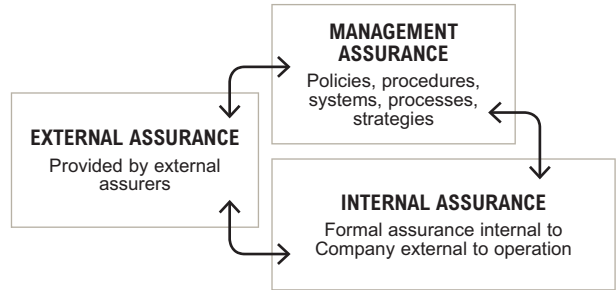 MANAGEMENT
ASSURANCE
Policies, procedures,
systems, processes,
strategies
EXTERNAL ASSURANCE
Provided by external
assurers
INTERNAL ASSURANCE
Formal assurance internal to
Company external to operation